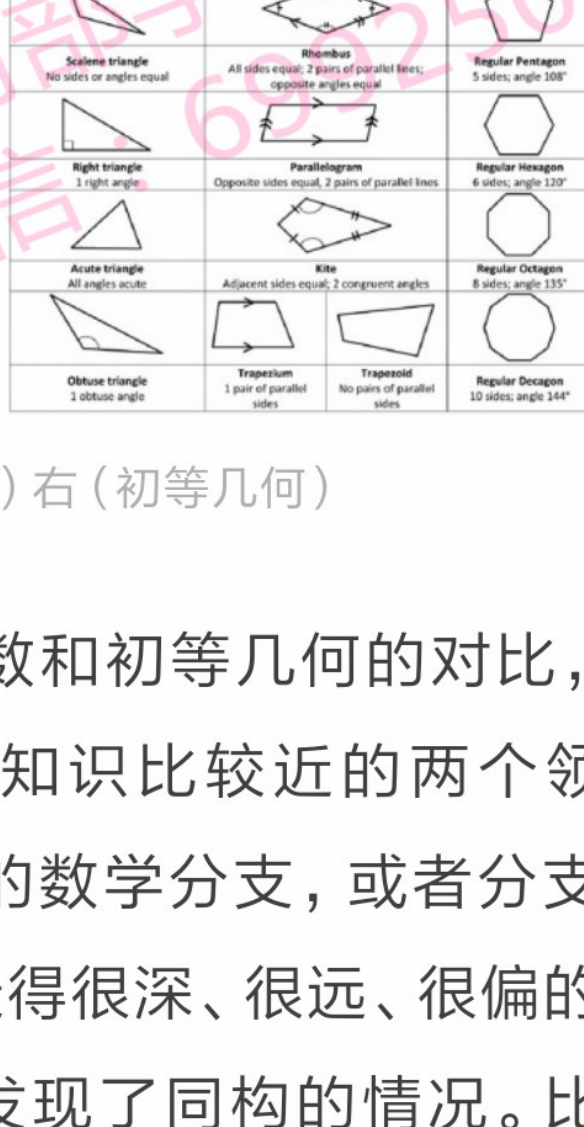 Scalene triangle
No sides or angles equal
Rhombus
All sides equal; 2 pairs of parallel lines;
opposite angles equal
Regular Pentagon
5 sides; angle 108°
Right triangle
1 right angle
Parallelogram
Opposite sides equal, 2 pairs of parallel lines
Regular Hexagon
6 sides; angle 120°
Acute triangle
All angles acute
Kite
Adjacent sides equal; 2 congruent angles
Regular Octagon
8 sides; angle 135°
Obtuse triangle
1 obtuse angle
Trapezium
1 pair of parallel
sides
Trapezoid
No pairs of parallel
sides
Regular Decagon
10 sides; angle 144°
699250
信：
）右（初等几何）
数和初等几何的对比，
知识比较近的两个领
的数学分支，或者分支
得很深、很远、很偏的
发现了同构的情况。比